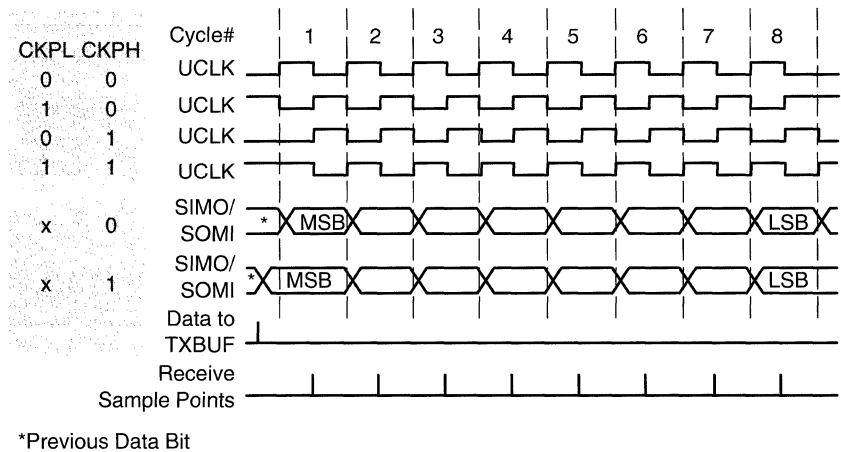 Cycle# 1 2 3 4 5 6 7 8
CKPL CKPH
0 0 UCLK
1 0 UCLK
0 1 UCLK
1 1 UCLK
x 0 SIMO/
SOMI * MSB LSB
x 1 SIMO/
SOMI * MSB LSB
Data to
TXBUF
Receive
Sample Points
*Previous Data Bit